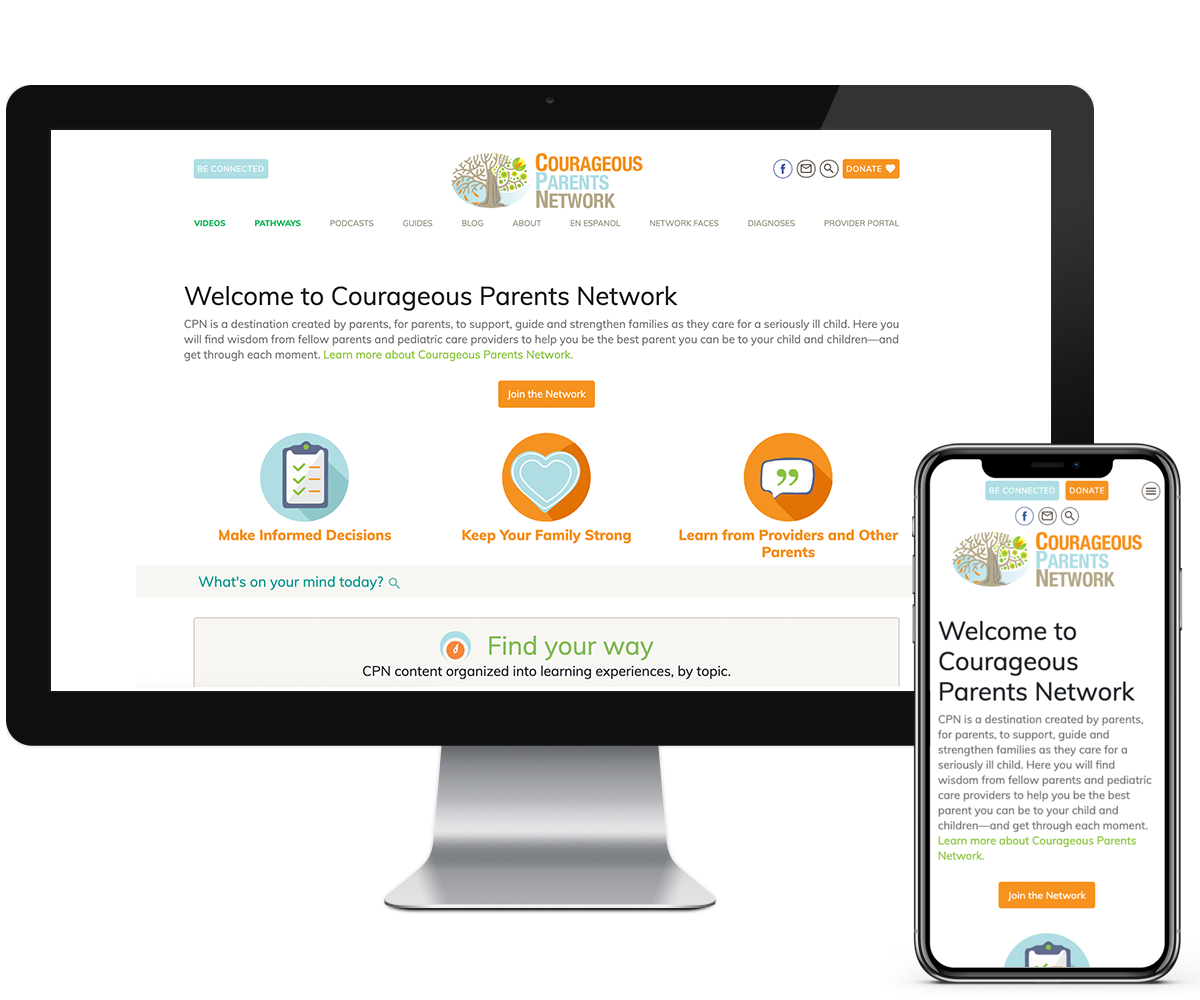 BE CONNECTED
COURAGEOUS
PARENTS
NETWORK
f
DONATE
VIDEOS PATHWAYS PODCASTS GUIDES BLOG ABOUT EN ESPANOL NETWORK FACES DIAGNOSES PROVIDER PORTAL
Welcome to Courageous Parents Network
CPN is a destination created by parents, for parents, to support, guide and strengthen families as they care for a seriously ill child. Here you
will find wisdom from fellow parents and pediatric care providers to help you be the best parent you can be to your child and children—and
get through each moment. Learn more about Courageous Parents Network.
Join the Network
Make Informed Decisions
Keep Your Family Strong
Learn from Providers and Other
Parents
What's on your mind today?
Find your way
CPN content organized into learning experiences, by topic.
BE CONNECTED DONATE
f
COURAGEOUS
PARENTS
NETWORK
Welcome to
Courageous
Parents Network
CPN is a destination created by parents,
for parents, to support, guide and
strengthen families as they care for a
seriously ill child. Here you will find
wisdom from fellow parents and pediatric
care providers to help you be the best
parent you can be to your child and
children—and get through each moment.
Learn more about Courageous Parents
Network.
Join the Network